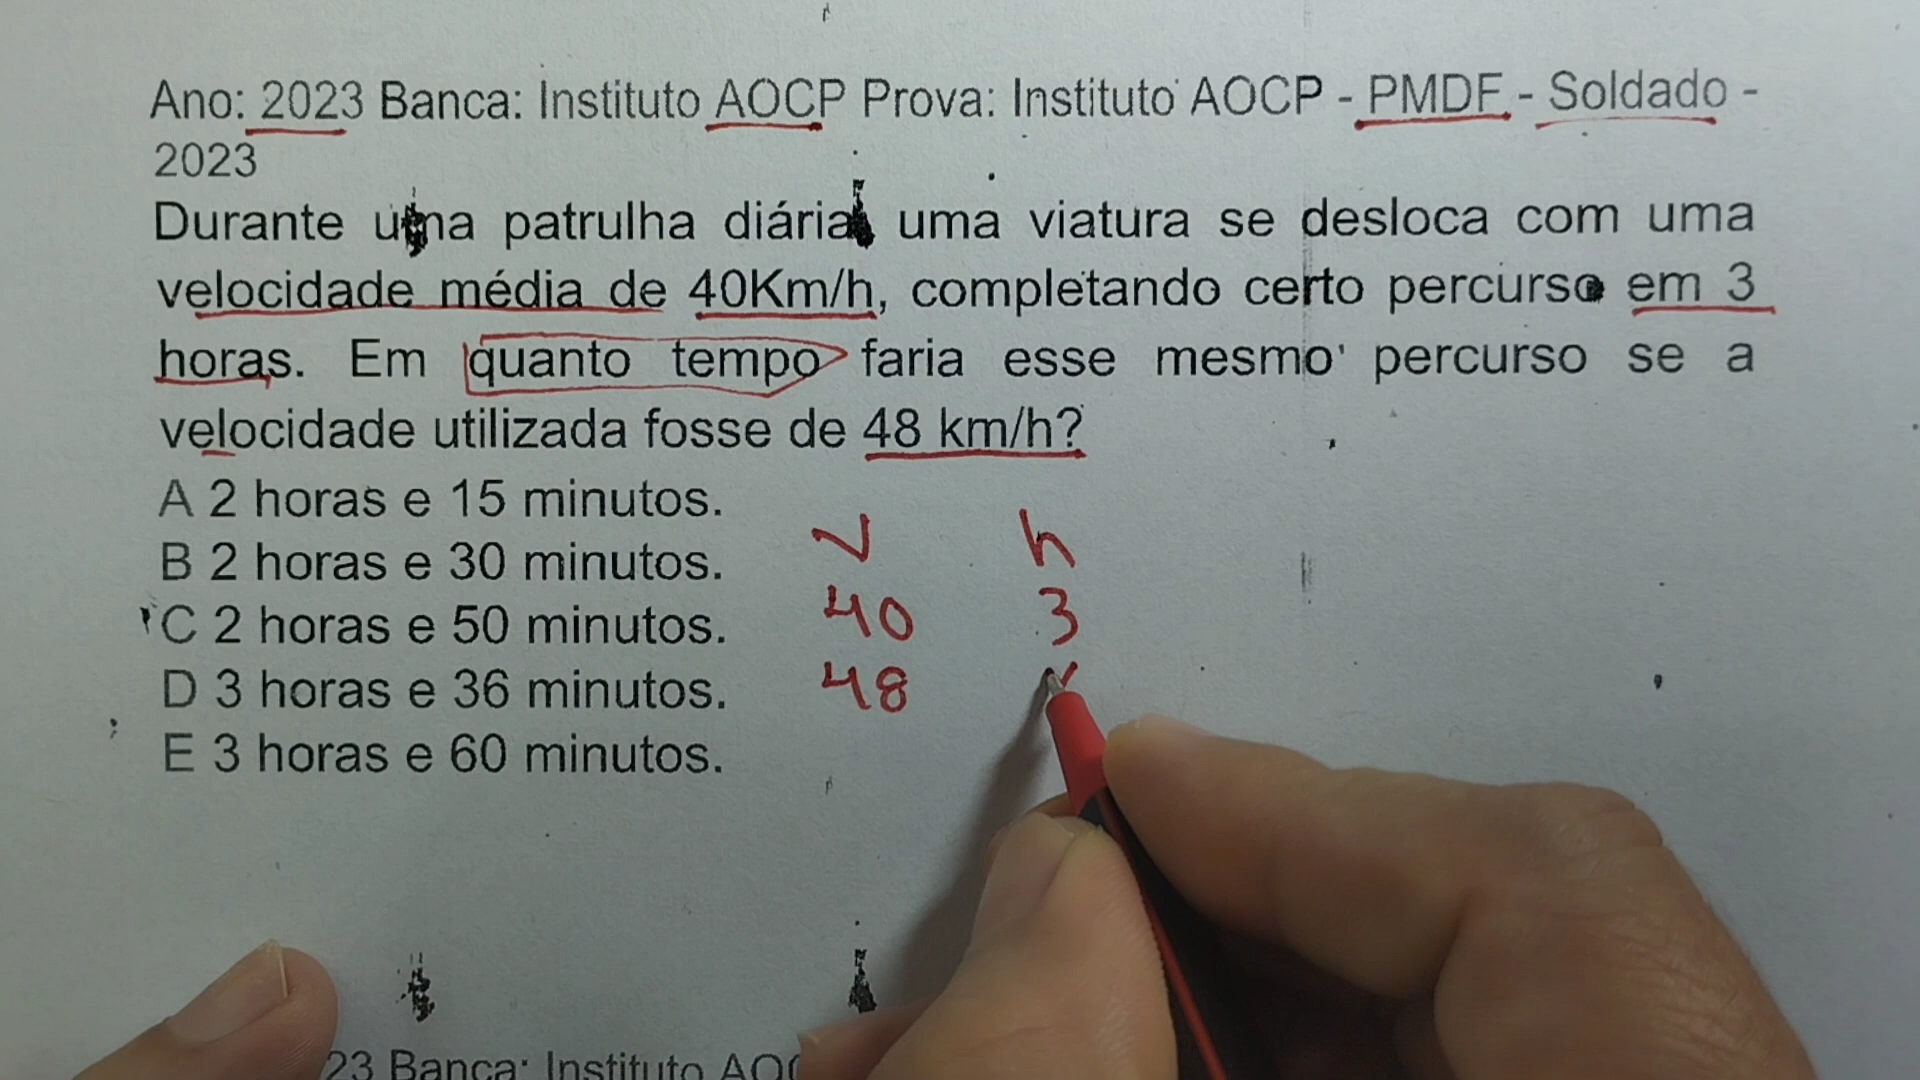 Ano: 2023 Banca: Instituto AOCP Prova: Instituto AOCP - PMDF - Soldado -
2023
Durante uma patrulha diária, uma viatura se desloca com uma
velocidade média de 40Km/h, completando certo percurso em 3
horas. Em quanto tempo faria esse mesmo percurso se a
velocidade utilizada fosse de 48 km/h?
A 2 horas e 15 minutos.
B 2 horas e 30 minutos.
C 2 horas e 50 minutos.
D 3 horas e 36 minutos.
E 3 horas e 60 minutos.
V h
40 3
48
23 Banca: Instituto